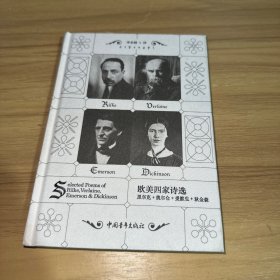 Rilke
Verlaine
Emerson
Dickinson
Selected Poems of
Rilke, Verlaine,
Emerson & Dickinson
欧美四家诗选
里尔克·魏尔伦·爱默生·狄金森
中国青年出版社